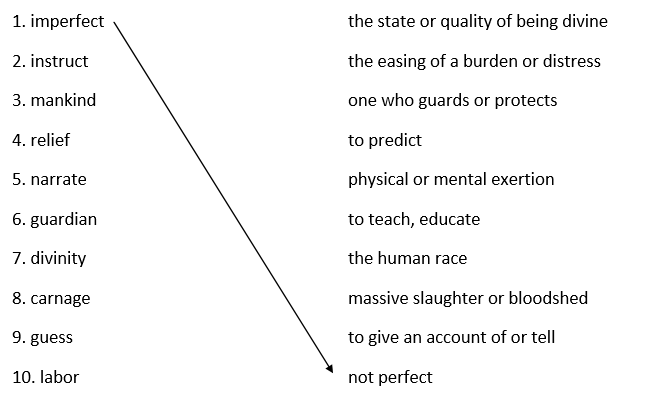 1. imperfect the state or quality of being divine
2. instruct the easing of a burden or distress
3. mankind one who guards or protects
4. relief to predict
5. narrate physical or mental exertion
6. guardian to teach, educate
7. divinity the human race
8. carnage massive slaughter or bloodshed
9. guess to give an account of or tell
10. labor not perfect